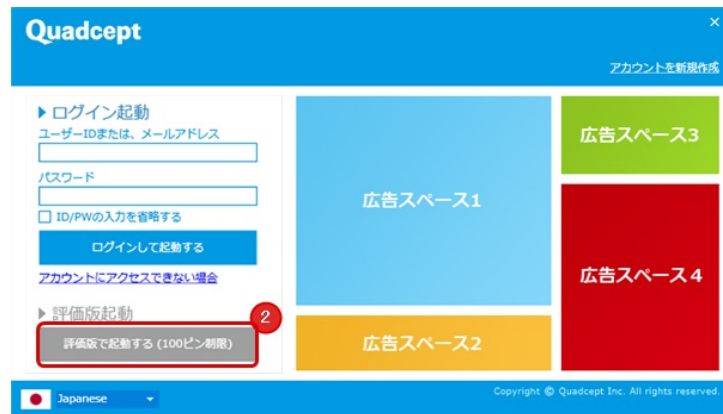 Quadcept
×
アカウントを新規作成
ログイン起動
ユーザーIDまたは、メールアドレス
パスワード
ID/PWの入力を省略する
ログインして起動する
アカウントにアクセスできない場合
評価版起動
2
評価版で起動する (100ピン制限)
広告スペース1
広告スペース2
広告スペース3
広告スペース4
Japanese
Copyright © Quadcept Inc. All rights reserved.